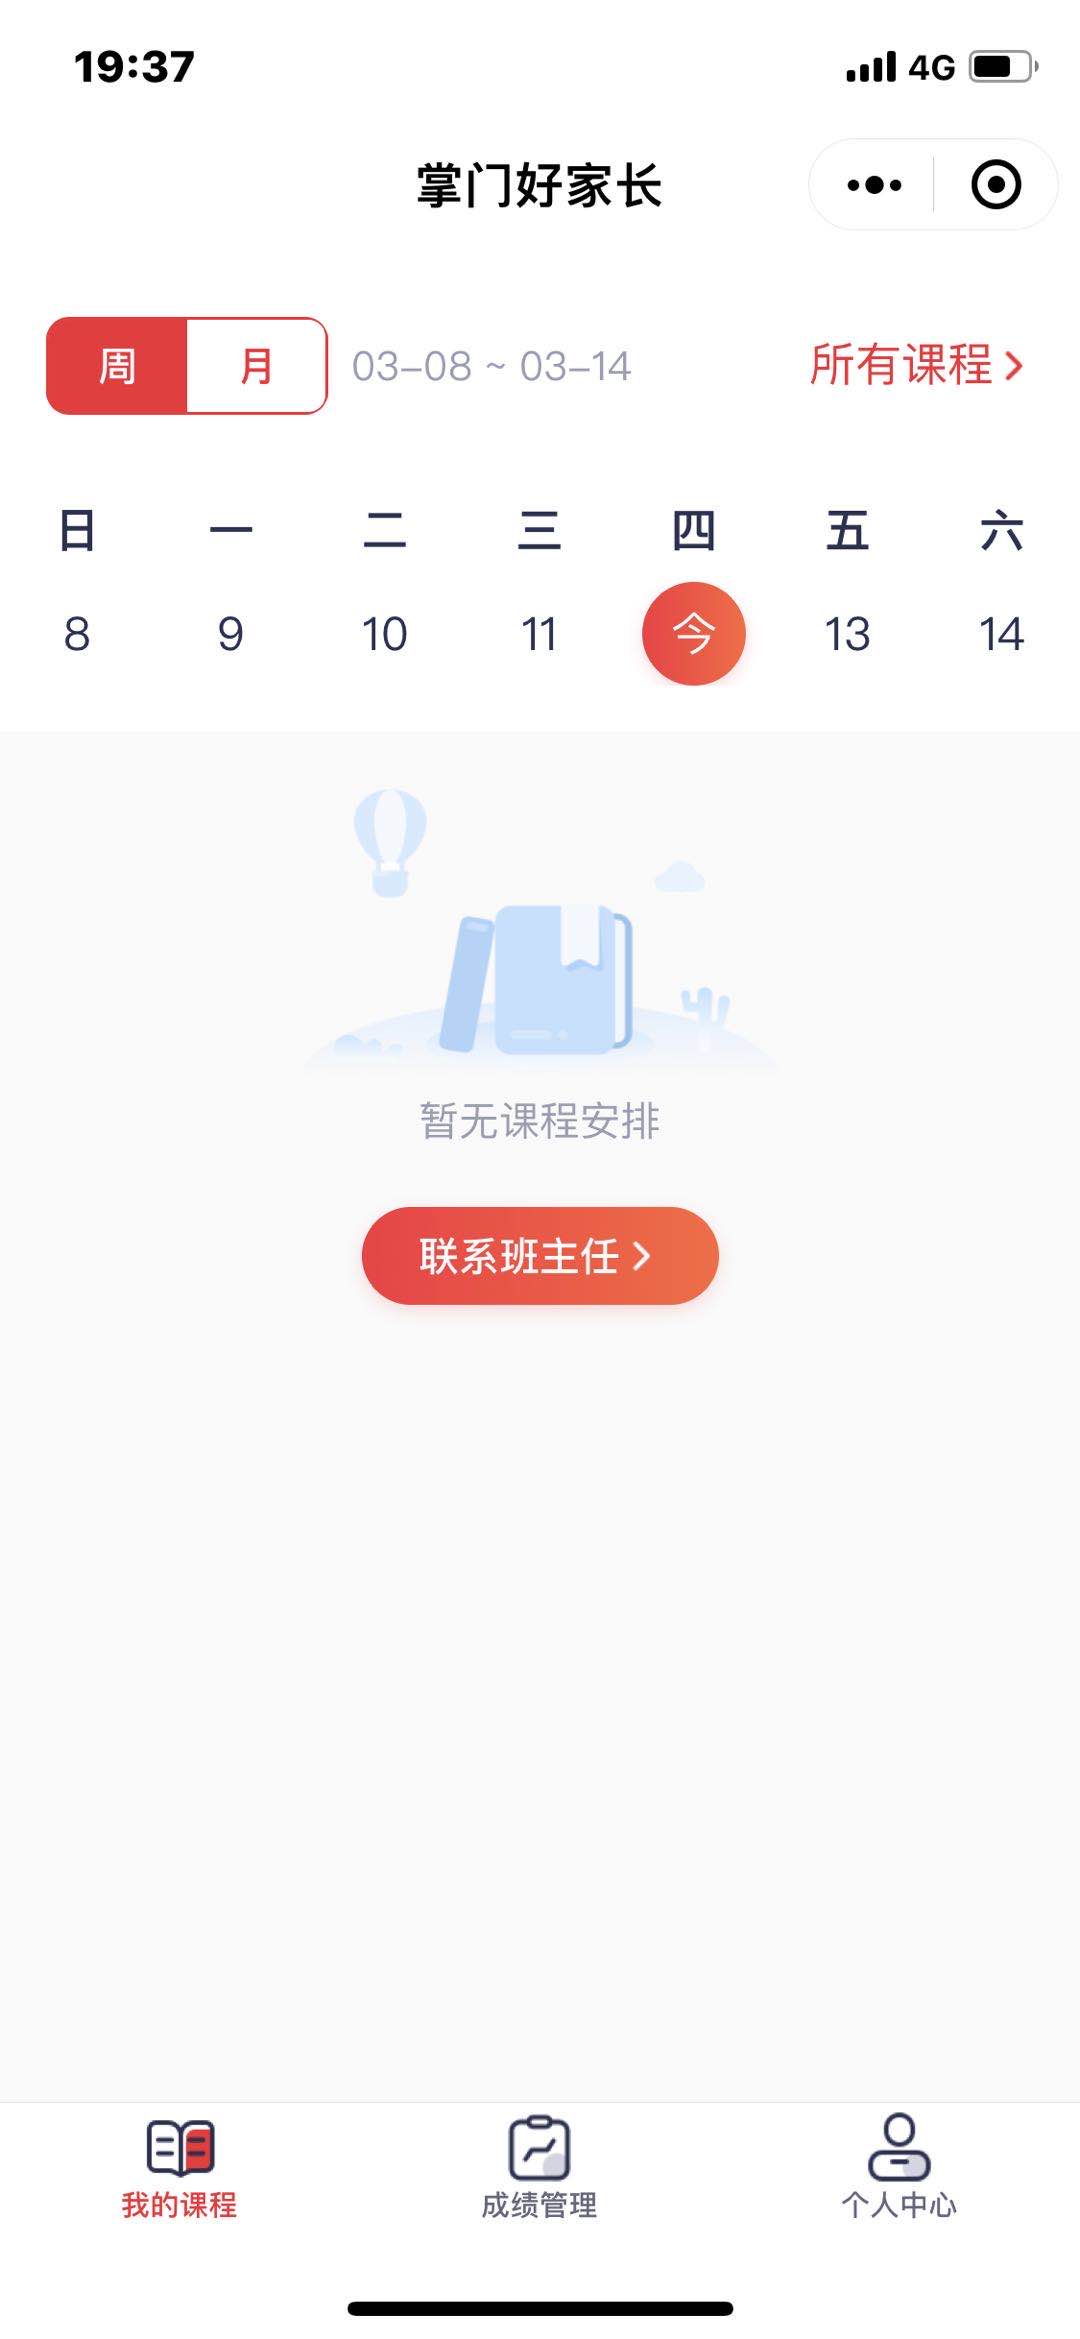 19:37 4G
掌门好家长
周 月 03-08 ~ 03-14 所有课程
日 一 二 三 四 五 六
8 9 10 11 今 13 14
暂无课程安排
联系班主任
我的课程 成绩管理 个人中心